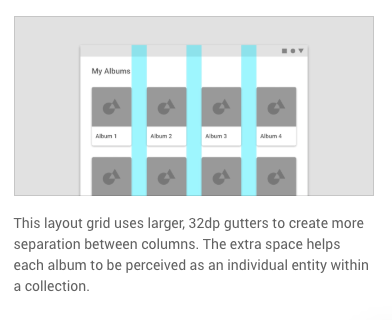 My Albums
Album 1 Album 2 Album 3 Album 4
This layout grid uses larger, 32dp gutters to create more
separation between columns. The extra space helps
each album to be perceived as an individual entity within
a collection.